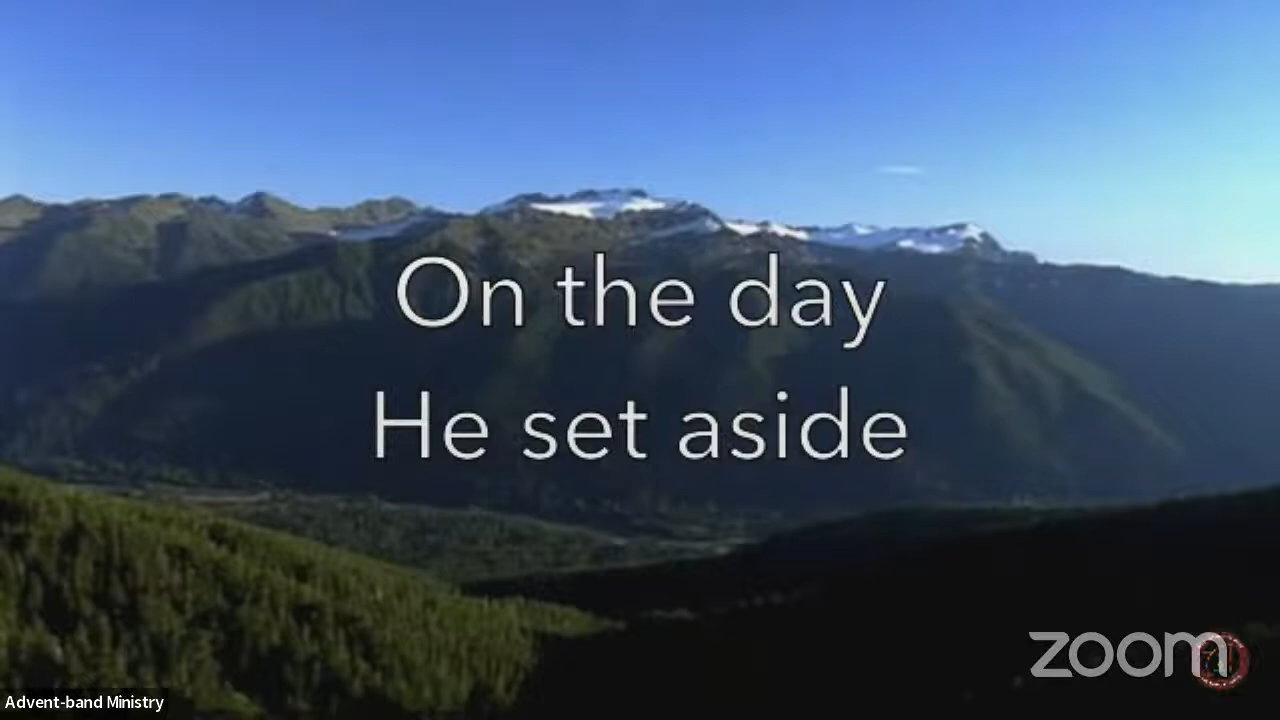 On the day
He set aside
zoom
Advent-band Ministry